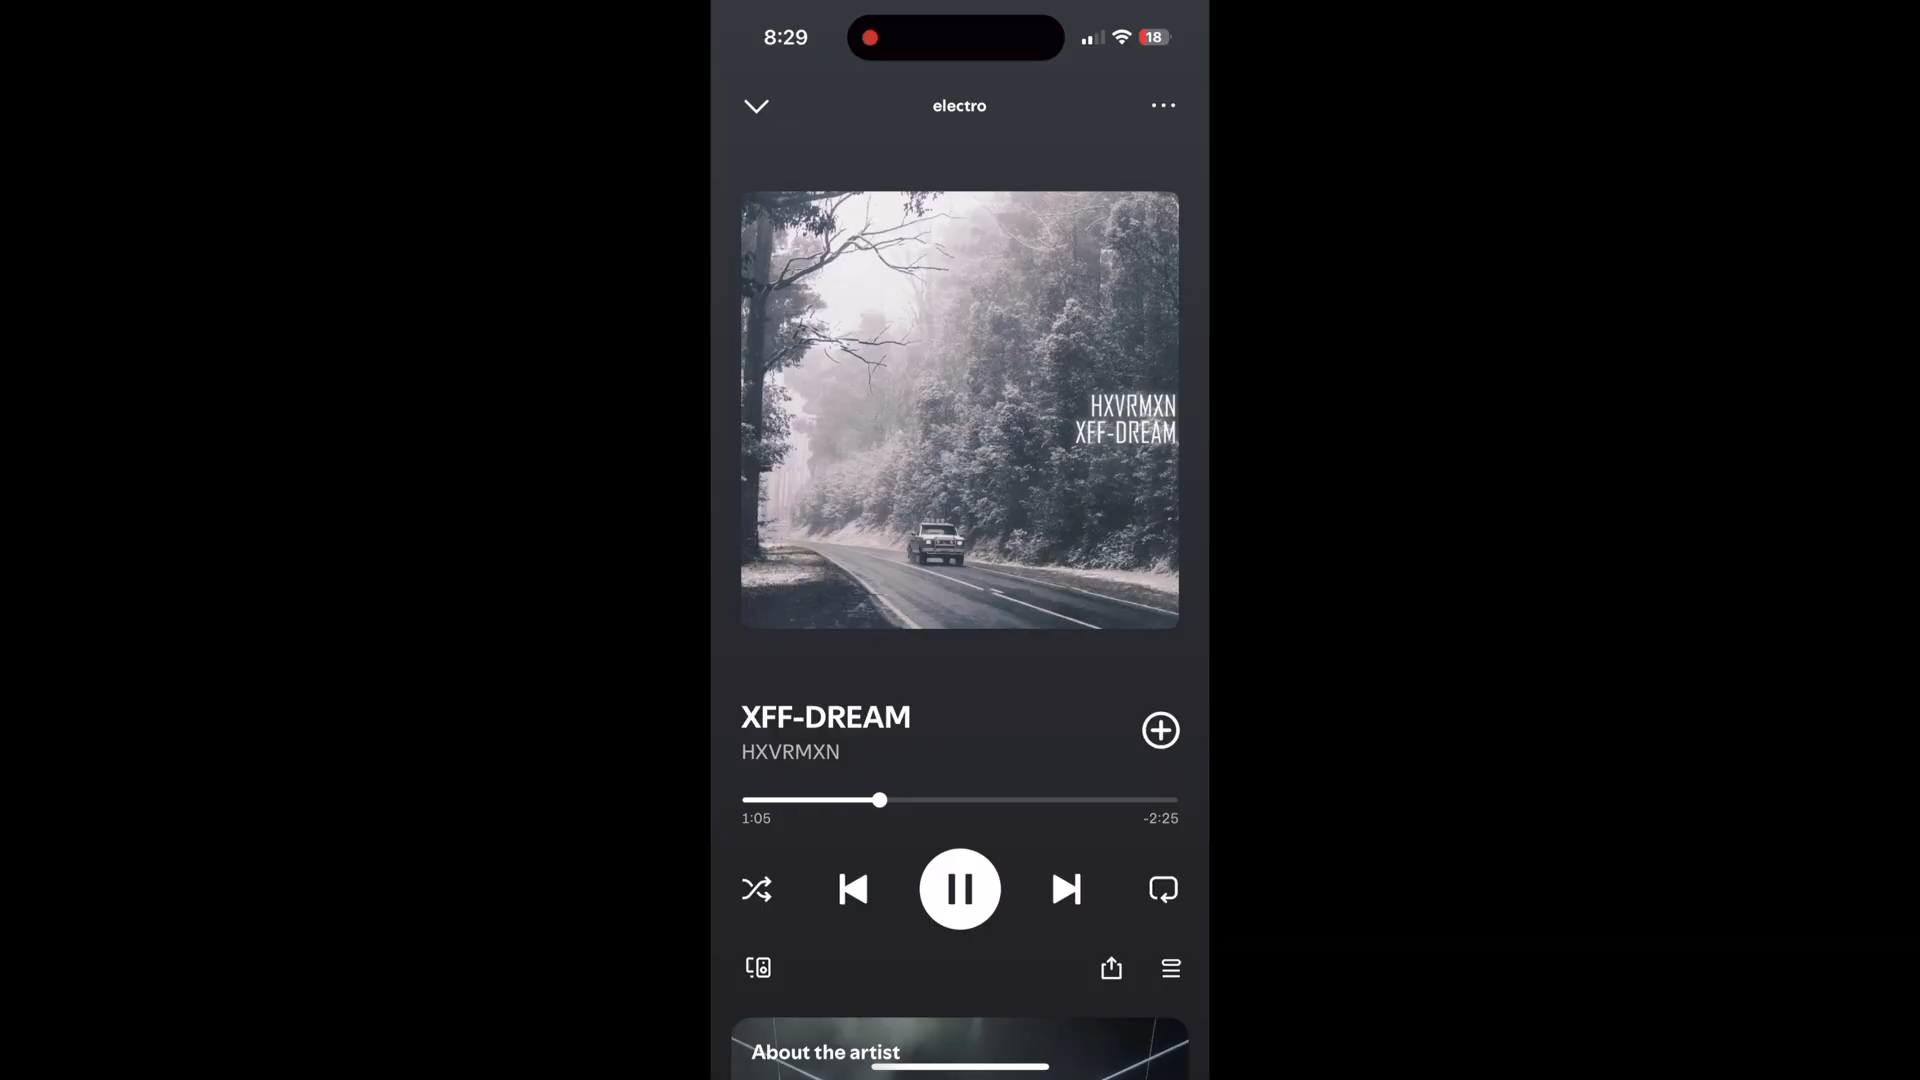 8:29
18
electro
HXVRMXN
XFF-DREAM
XFF-DREAM
HXVRMXN
1:05
-2:25
About the artist